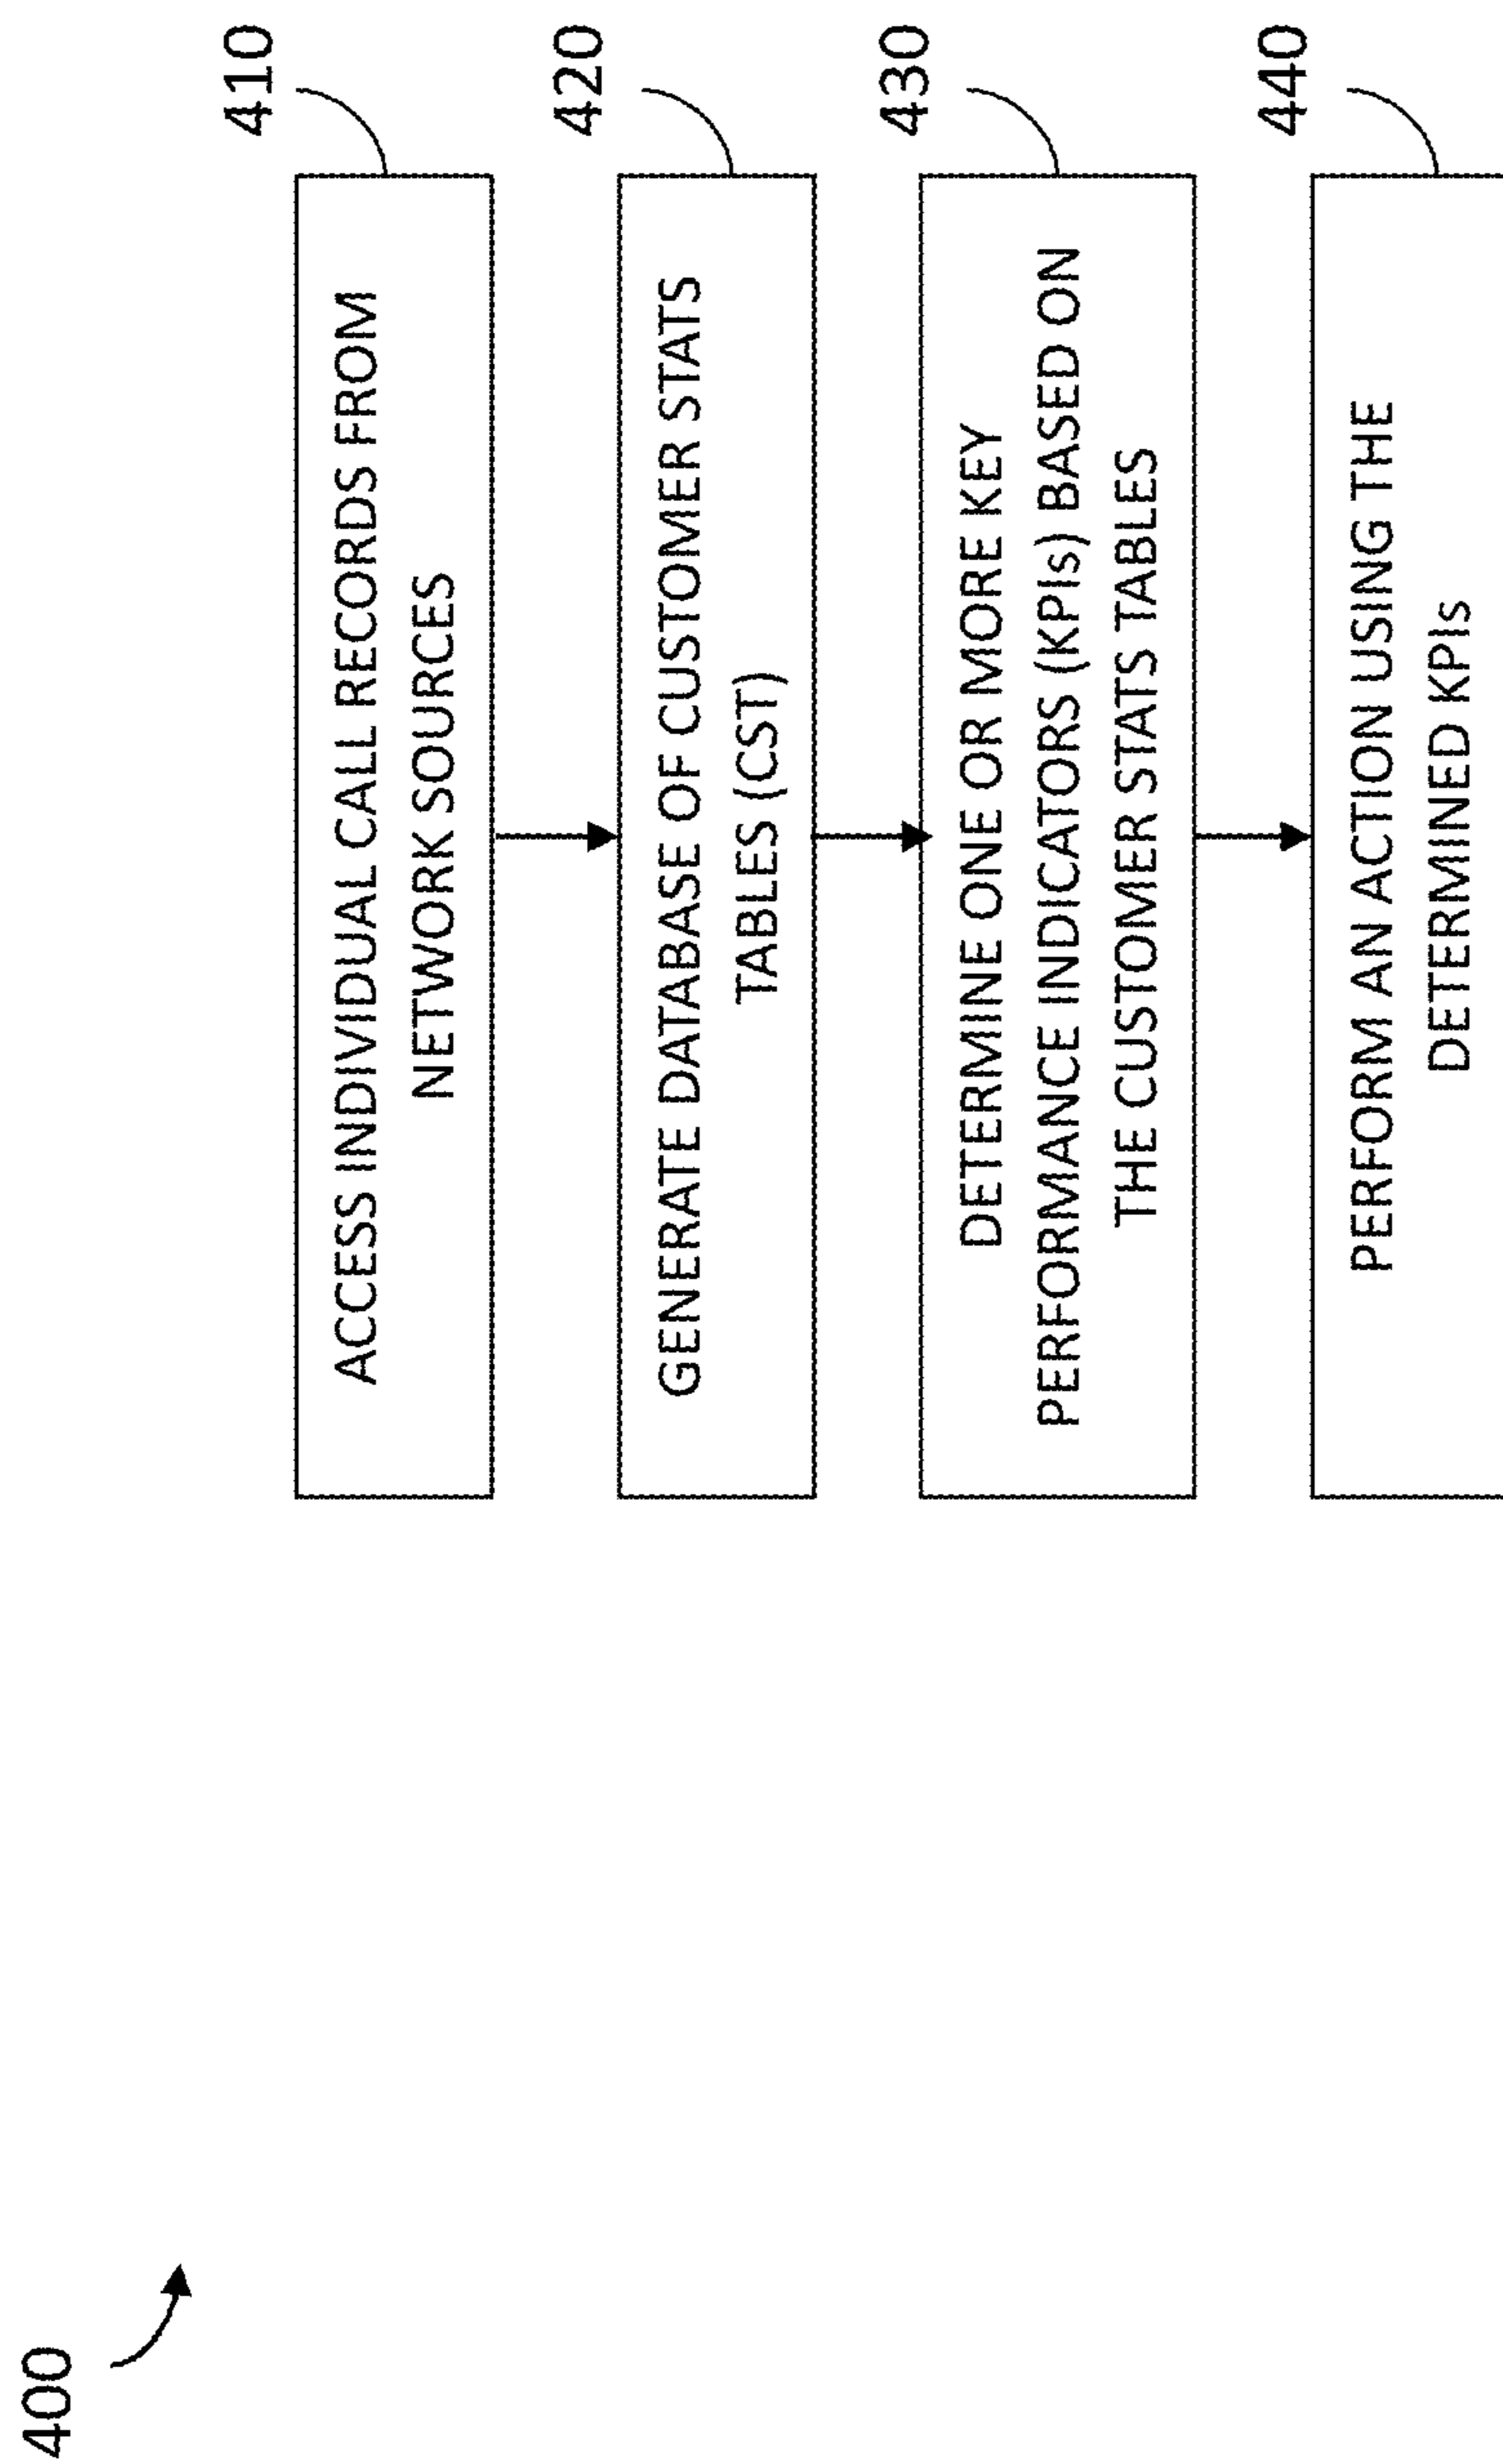 400
410
ACCESS INDIVIDUAL CALL RECORDS FROM
NETWORK SOURCES
420
GENERATE DATABASE OF CUSTOMER STATS
TABLES (CST)
430
DETERMINE ONE OR MORE KEY
PERFORMANCE INDICATORS (KPIs) BASED ON
THE CUSTOMER STATS TABLES
440
PERFORM AN ACTION USING THE
DETERMINED KPIs